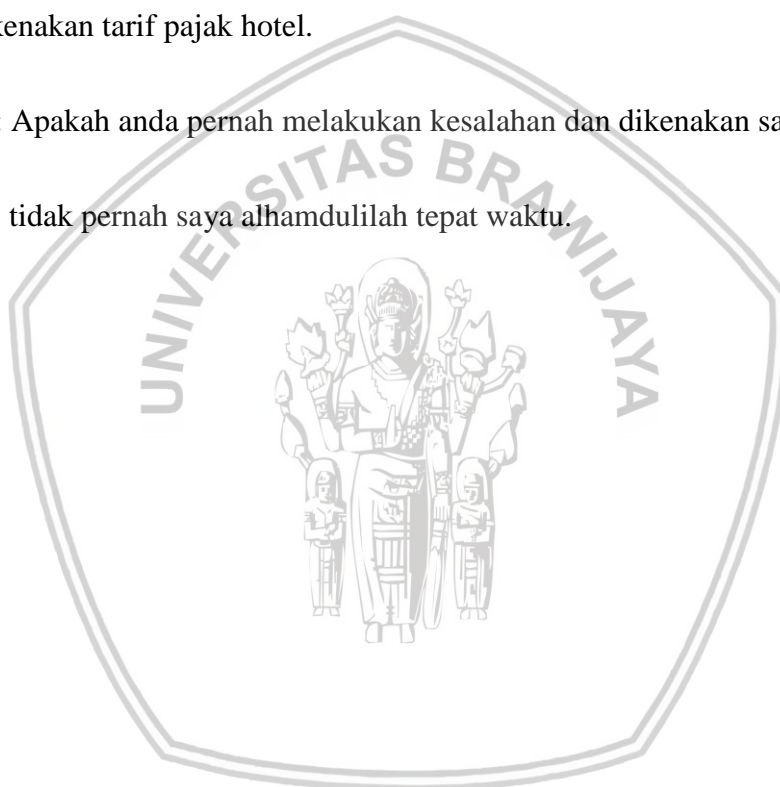 kenakan tarif pajak hotel.
: Apakah anda pernah melakukan kesalahan dan dikenakan sa
tidak pernah saya alhamdulilah tepat waktu.
UNIVERSITAS BRAWIJAYA